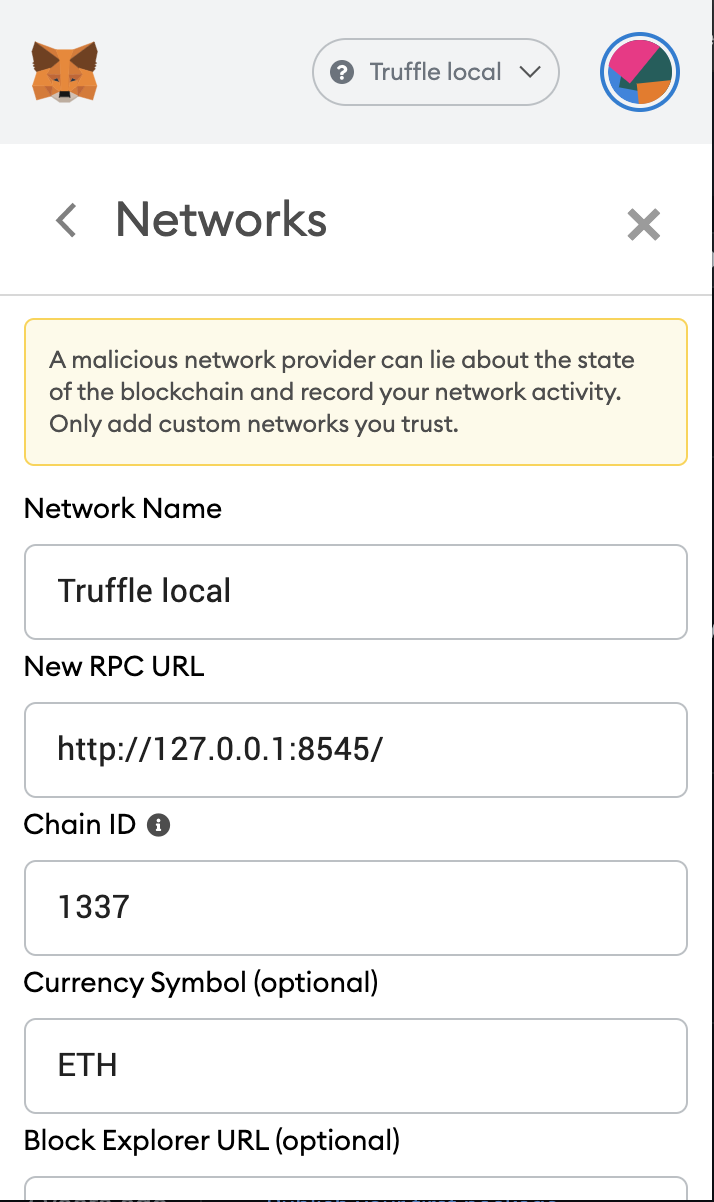 Truffle local
Networks
A malicious network provider can lie about the state
of the blockchain and record your network activity.
Only add custom networks you trust.
Network Name
Truffle local
New RPC URL
http://127.0.0.1:8545/
Chain ID
1337
Currency Symbol (optional)
ETH
Block Explorer URL (optional)